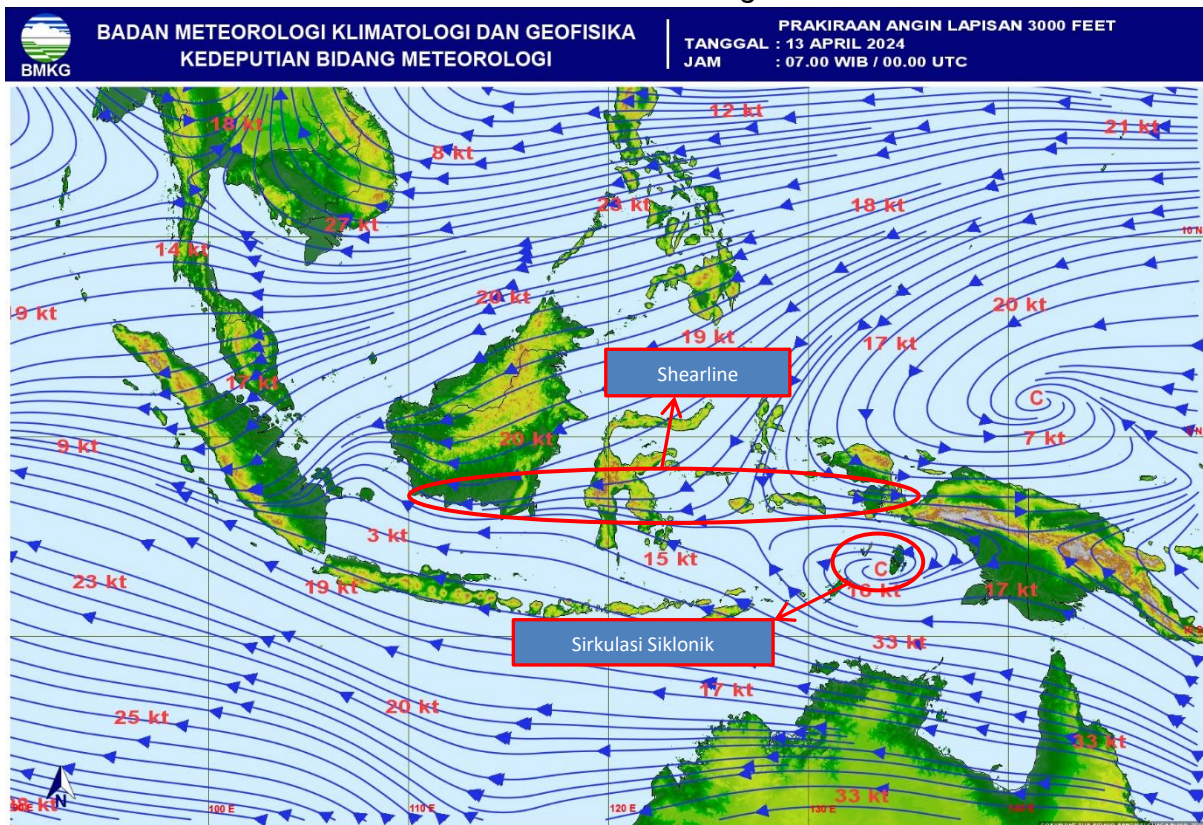 BADAN METEOROLOGI KLIMATOLOGI DAN GEOFISIKA
KEDEPUTIAN BIDANG METEOROLOGI
BMKG
PRAKIRAAN ANGIN LAPISAN 3000 FEET
TANGGAL : 13 APRIL 2024
JAM : 07.00 WIB / 00.00 UTC
12 kt
21 kt
18 kt
8 kt
23 kt
18 kt
27 kt
10 N
14 kt
20 kt
20 kt
9 kt
19 kt
17 kt
Shearline
17 kt
C
7 kt
20 kt
9 kt
3 kt
15 kt
C
23 kt
19 kt
16 kt
17 kt
Sirkulasi Siklonik
33 kt
17 kt
20 kt
25 kt
33 kt
33 kt
N
100 E
110 E
120 E
130 E